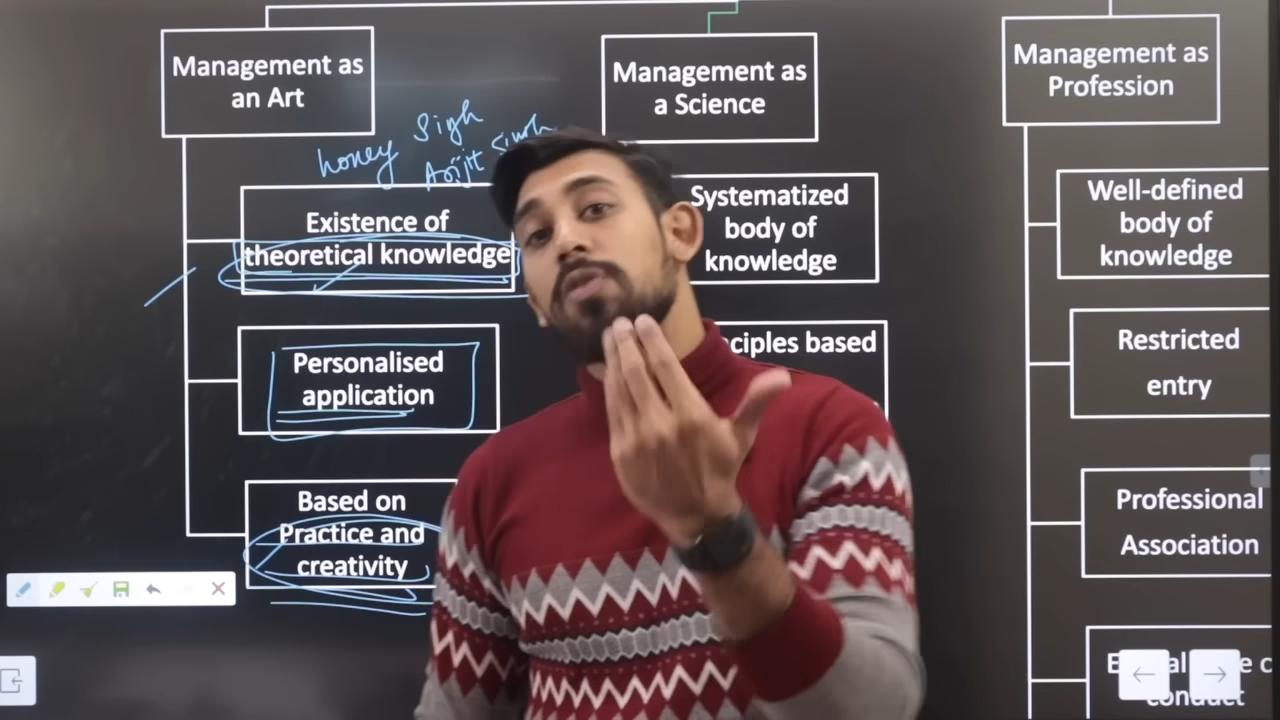 Management as
an Art
Management as
a Science
Management as
Profession
honey Sigh
Arijit Singh
Existence of
theoretical knowledge
Personalised
application
Based on
Practice and
creativity
Systematized
body of
knowledge
ciples based
Well-defined
body of
knowledge
Restricted
entry
Professional
Association
conduct